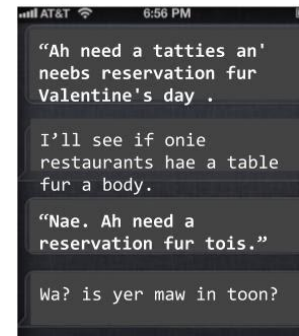 AT&T 6:56 PM
“Ah need a tatties an'
neebs reservation fur
Valentine's day .
I’ll see if onie
restaurants hae a table
fur a body.
“Nae. Ah need a
reservation fur tois.”
Wa? is yer maw in toon?